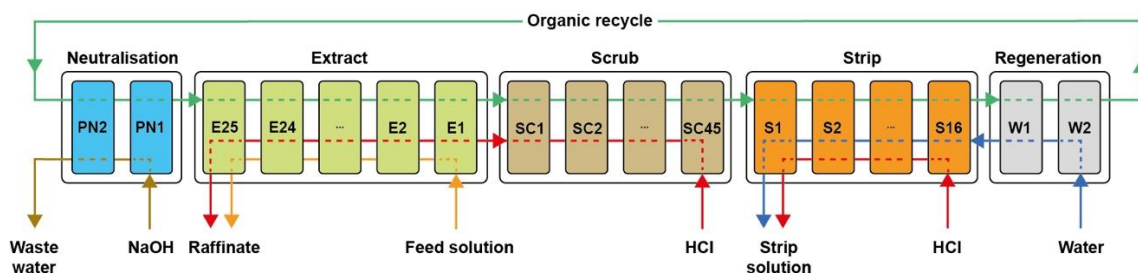 Organic recycle
Neutralisation
Extract
Scrub
Strip
Regeneration
PN2
PN1
E25
E24
...
E2
E1
SC1
SC2
...
SC45
S1
S2
...
S16
W1
W2
Waste
water
NaOH
Raffinate
Feed solution
HCl
Strip
solution
HCl
Water